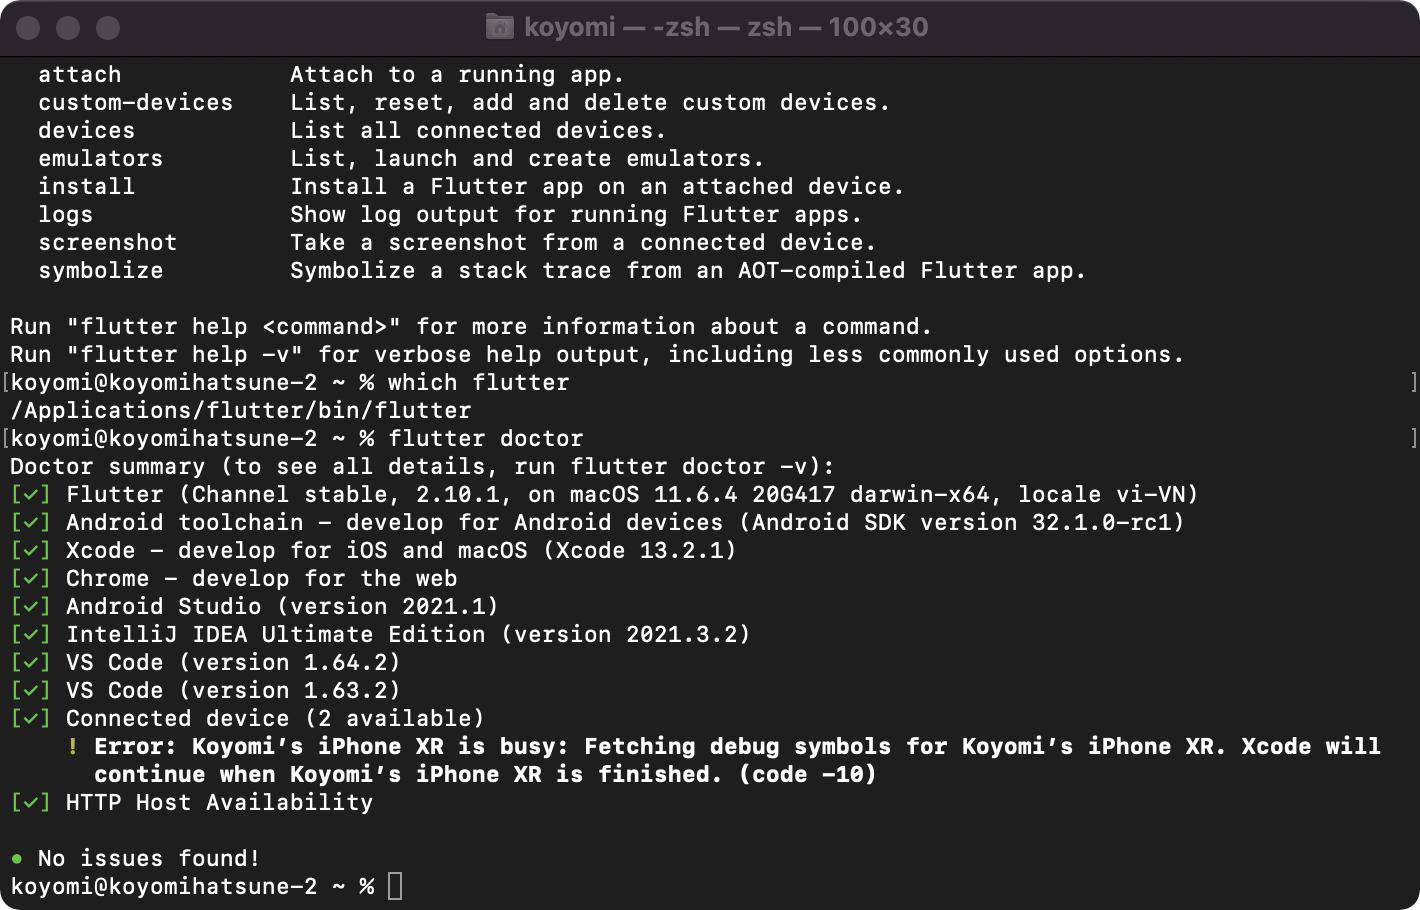 koyomi — -zsh — zsh — 100×30
attach Attach to a running app.
custom-devices List, reset, add and delete custom devices.
devices List all connected devices.
emulators List, launch and create emulators.
install Install a Flutter app on an attached device.
logs Show log output for running Flutter apps.
screenshot Take a screenshot from a connected device.
symbolize Symbolize a stack trace from an AOT-compiled Flutter app.
Run "flutter help <command>" for more information about a command.
Run "flutter help -v" for verbose help output, including less commonly used options.
[koyomi@koyomihatsune-2 ~ % which flutter ]
/Applications/flutter/bin/flutter
[koyomi@koyomihatsune-2 ~ % flutter doctor ]
Doctor summary (to see all details, run flutter doctor -v):
[✓] Flutter (Channel stable, 2.10.1, on macOS 11.6.4 20G417 darwin-x64, locale vi-VN)
[✓] Android toolchain - develop for Android devices (Android SDK version 32.1.0-rc1)
[✓] Xcode - develop for iOS and macOS (Xcode 13.2.1)
[✓] Chrome - develop for the web
[✓] Android Studio (version 2021.1)
[✓] IntelliJ IDEA Ultimate Edition (version 2021.3.2)
[✓] VS Code (version 1.64.2)
[✓] VS Code (version 1.63.2)
[✓] Connected device (2 available)
! Error: Koyomi’s iPhone XR is busy: Fetching debug symbols for Koyomi’s iPhone XR. Xcode will
continue when Koyomi’s iPhone XR is finished. (code -10)
[✓] HTTP Host Availability
• No issues found!
koyomi@koyomihatsune-2 ~ %